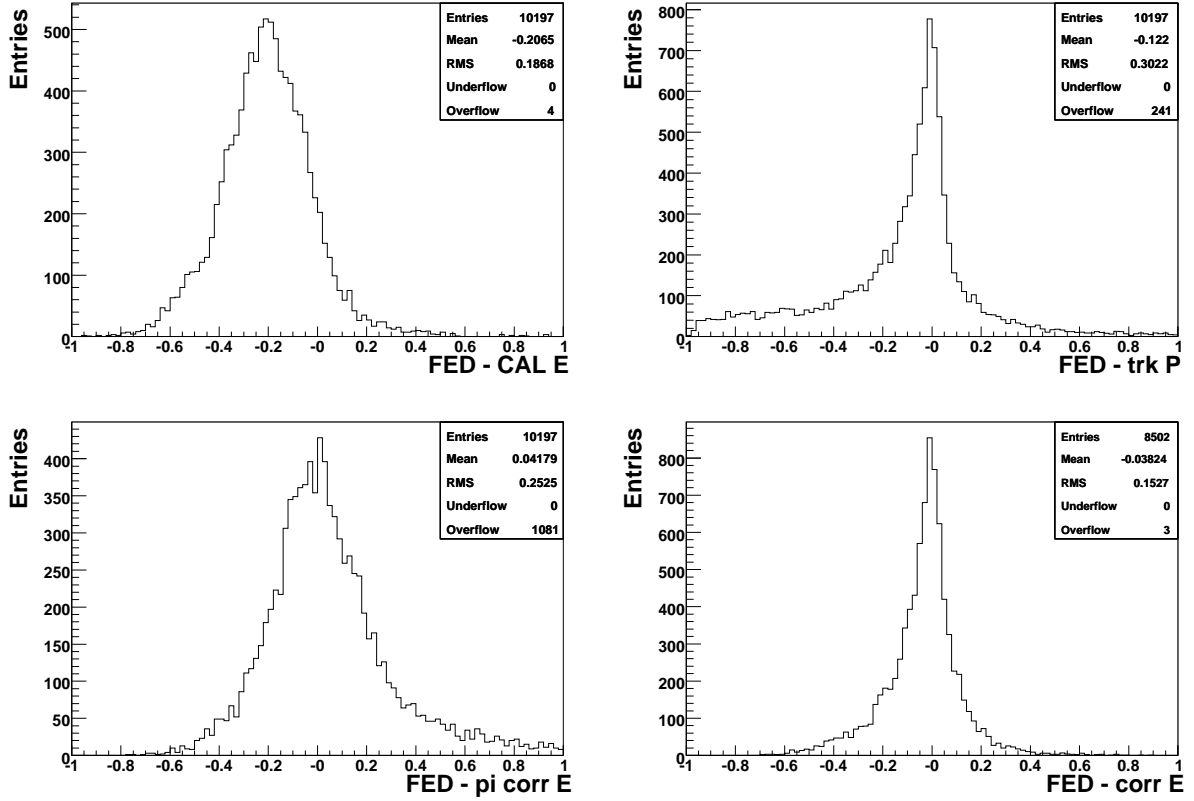 Entries
500
400
300
200
100
0
Entries 10197
Mean -0.2065
RMS 0.1868
Underflow 0
Overflow 4
-1 -0.8 -0.6 -0.4 -0.2 -0 0.2 0.4 0.6 0.8 1
FED - CAL E
Entries
800
700
600
500
400
300
200
100
0
Entries 10197
Mean -0.122
RMS 0.3022
Underflow 0
Overflow 241
-1 -0.8 -0.6 -0.4 -0.2 -0 0.2 0.4 0.6 0.8 1
FED - trk P
Entries
400
350
300
250
200
150
100
50
0
Entries 10197
Mean 0.04179
RMS 0.2525
Underflow 0
Overflow 1081
-1 -0.8 -0.6 -0.4 -0.2 -0 0.2 0.4 0.6 0.8 1
FED - pi corr E
Entries
800
700
600
500
400
300
200
100
0
Entries 8502
Mean -0.03824
RMS 0.1527
Underflow 0
Overflow 3
-1 -0.8 -0.6 -0.4 -0.2 -0 0.2 0.4 0.6 0.8 1
FED - corr E